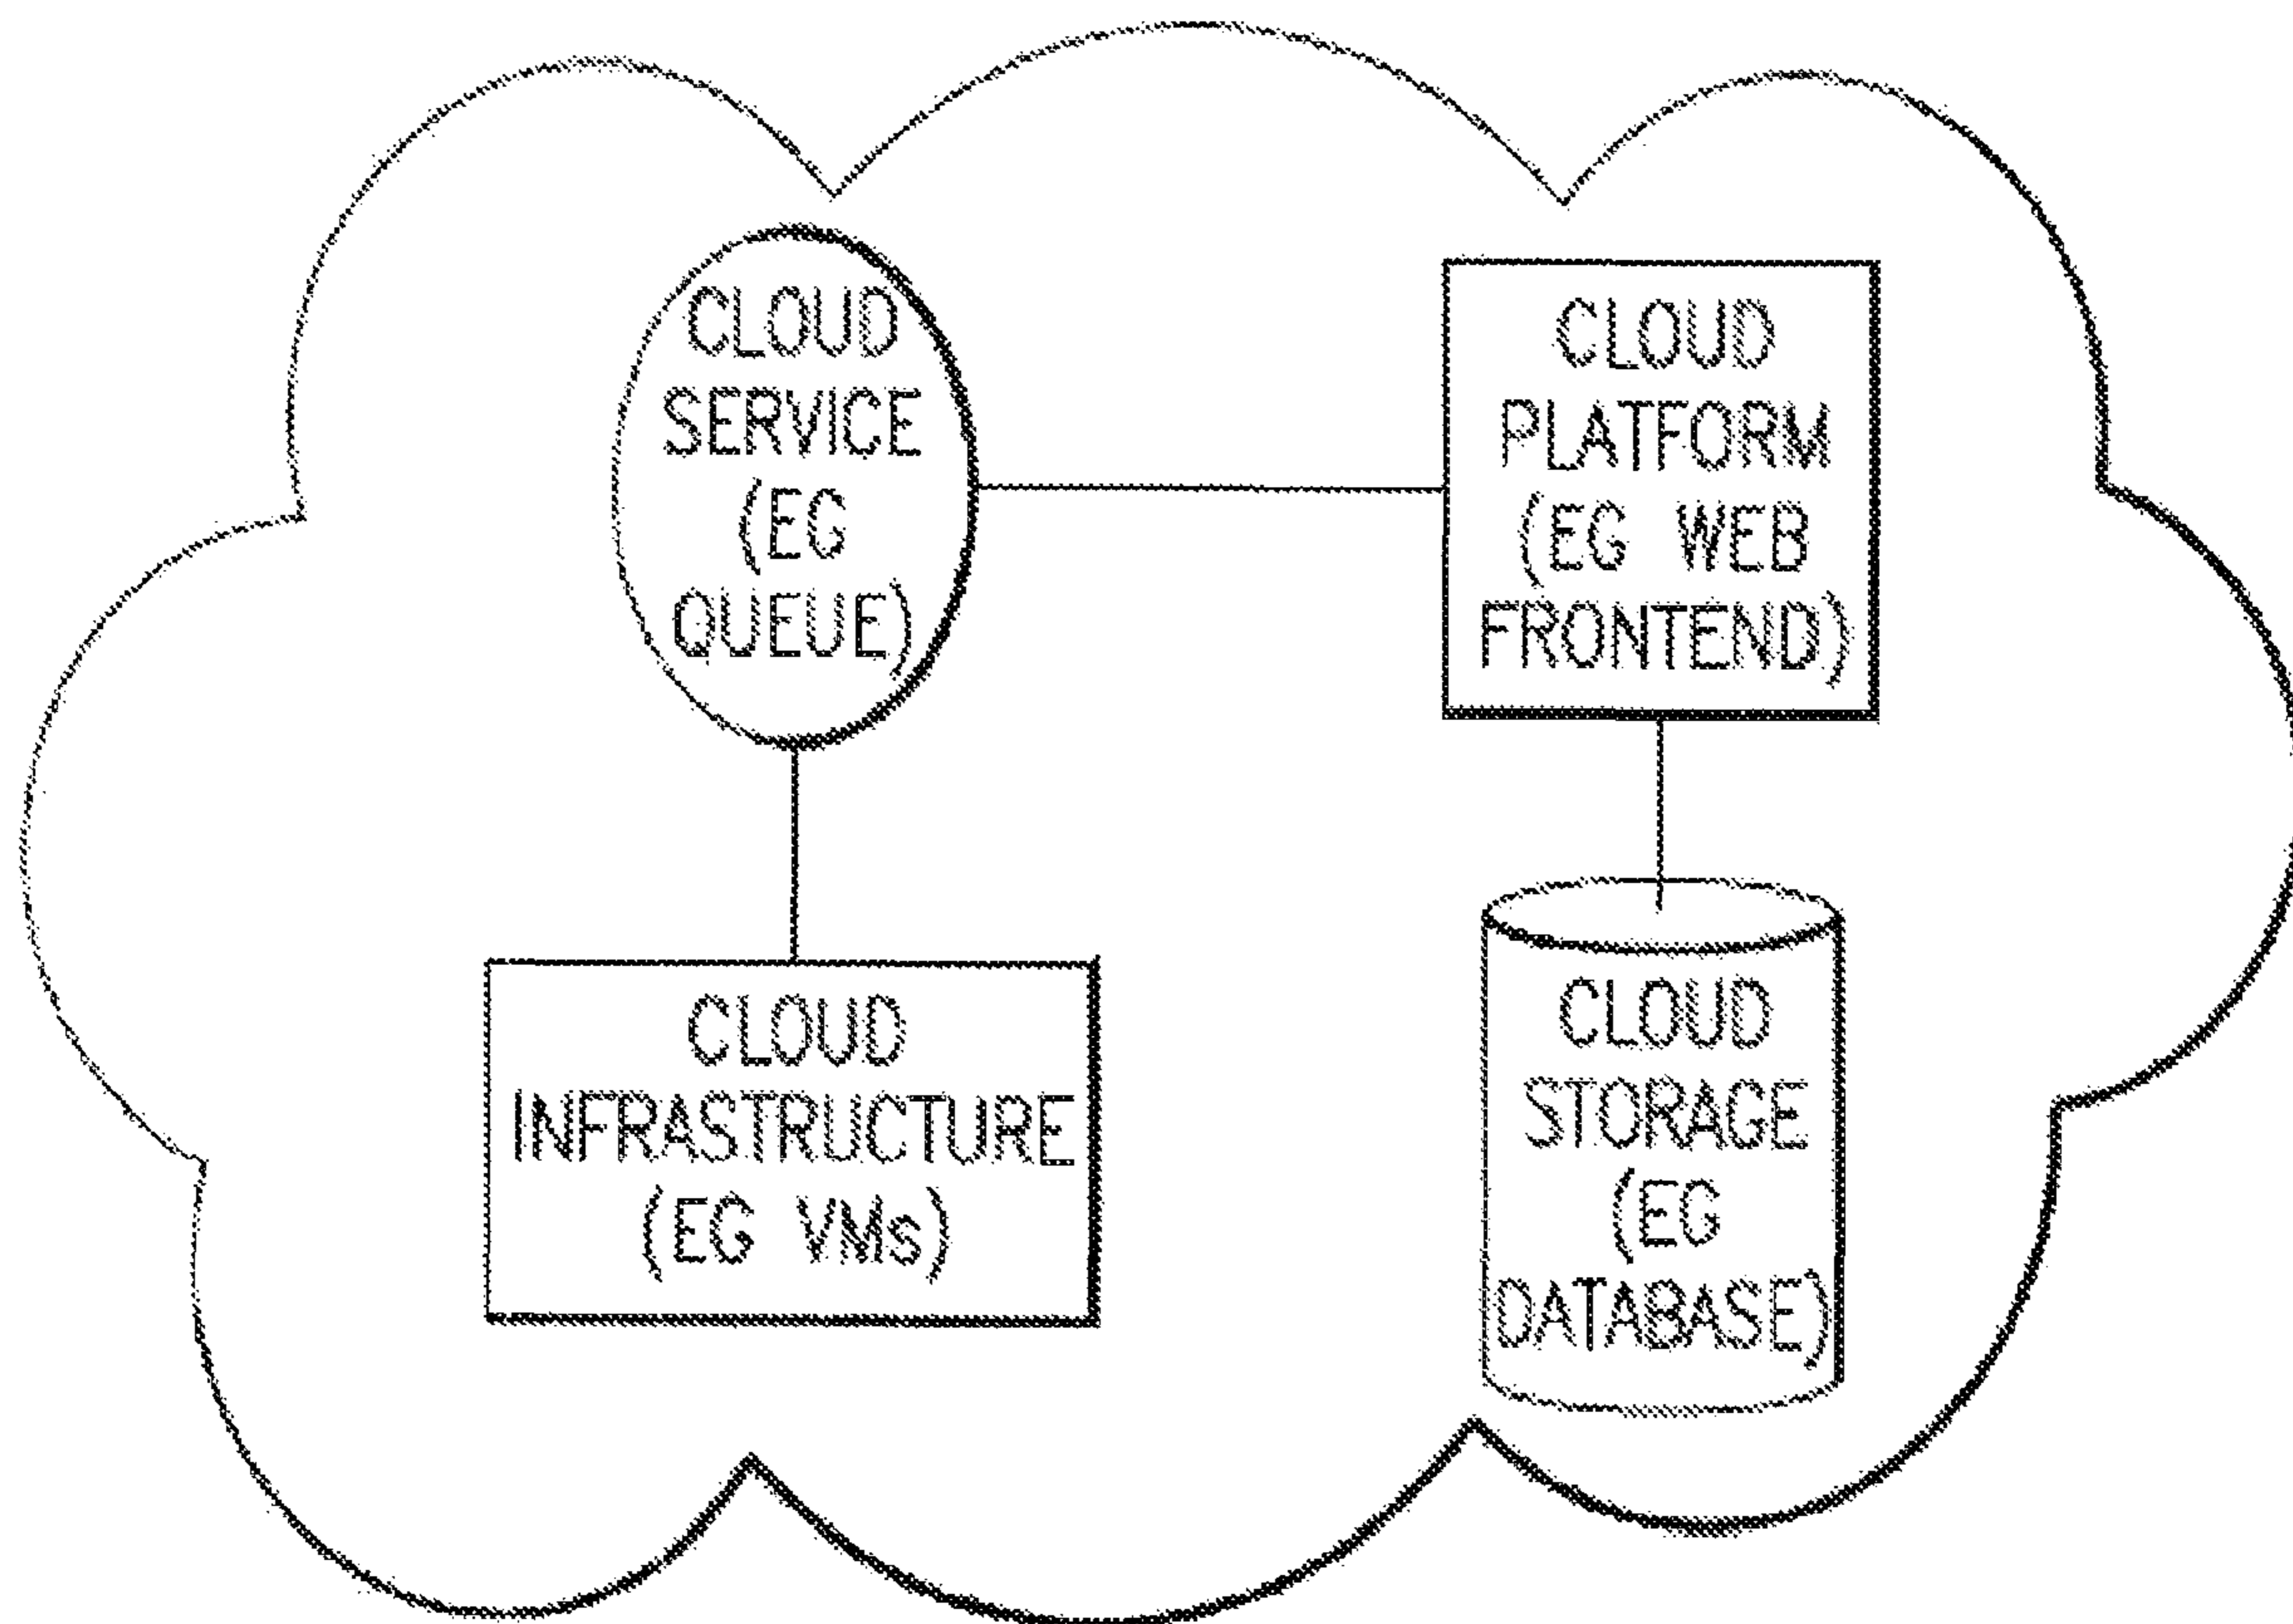 CLOUD
SERVICE
(EG
QUEUE)
CLOUD
PLATFORM
(EG WEB
FRONTEND)
CLOUD
INFRASTRUCTURE
(EG VMs)
CLOUD
STORAGE
(EG
DATABASE)